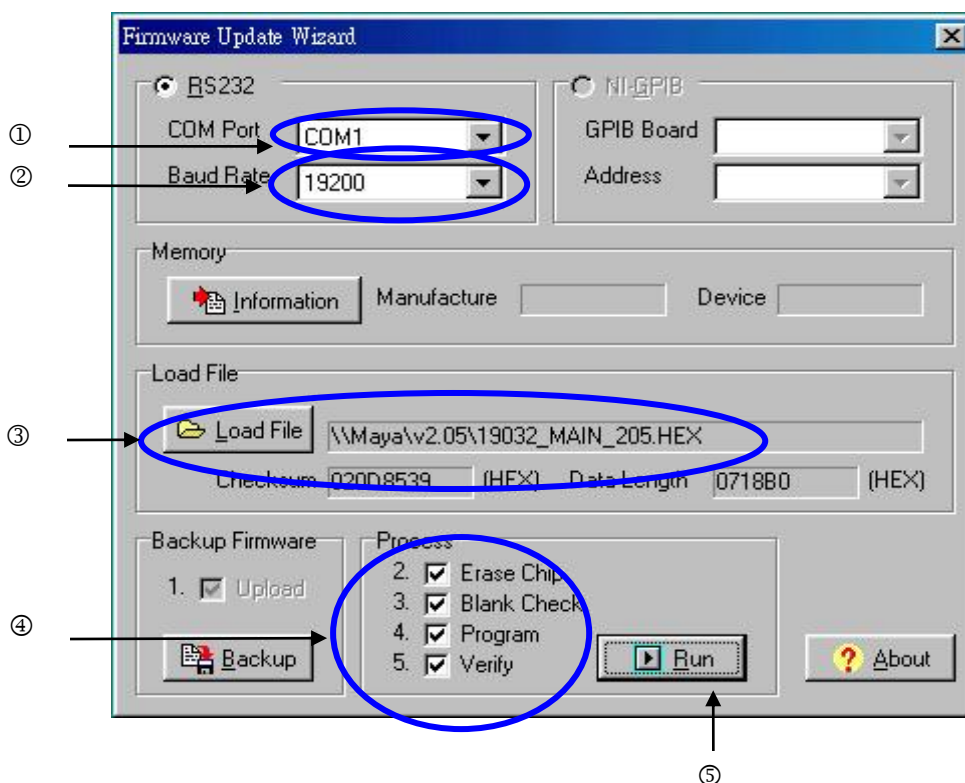 Firmware Update Wizard
RS232
NI-GPIB
① COM Port COM1
GPIB Board
② Baud Rate 19200
Address
Memory
Information Manufacture Device
Load File
③ Load File \\Maya\v2.05\19032_MAIN_205.HEX
Checksum 020D8539 (HEX) Data Length 0718B0 (HEX)
Backup Firmware
Process
1. Upload
2. Erase Chip
3. Blank Check
④
4. Program
5. Verify
Backup
Run
About
⑤